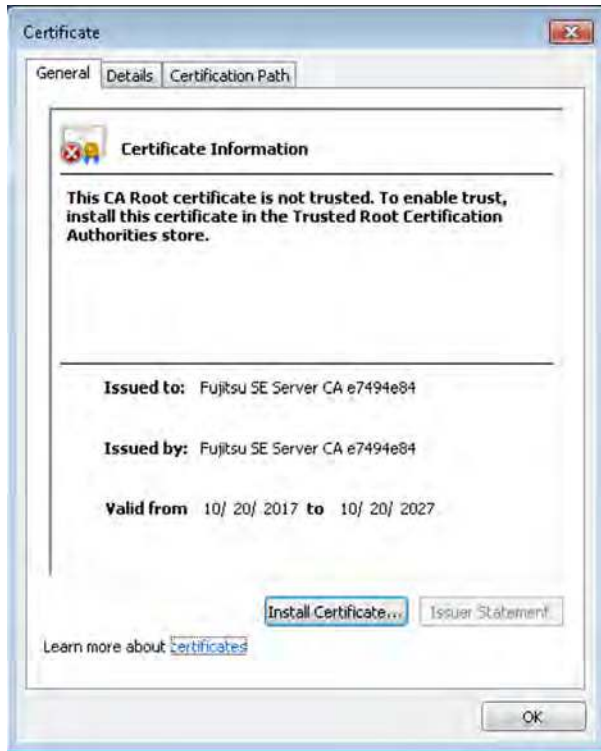 Certificate
General Details Certification Path
Certificate Information
This CA Root certificate is not trusted. To enable trust,
install this certificate in the Trusted Root Certification
Authorities store.
Issued to: Fujitsu SE Server CA e7494e84
Issued by: Fujitsu SE Server CA e7494e84
Valid from 10/ 20/ 2017 to 10/ 20/ 2027
Install Certificate... Issuer Statement
Learn more about certificates
OK